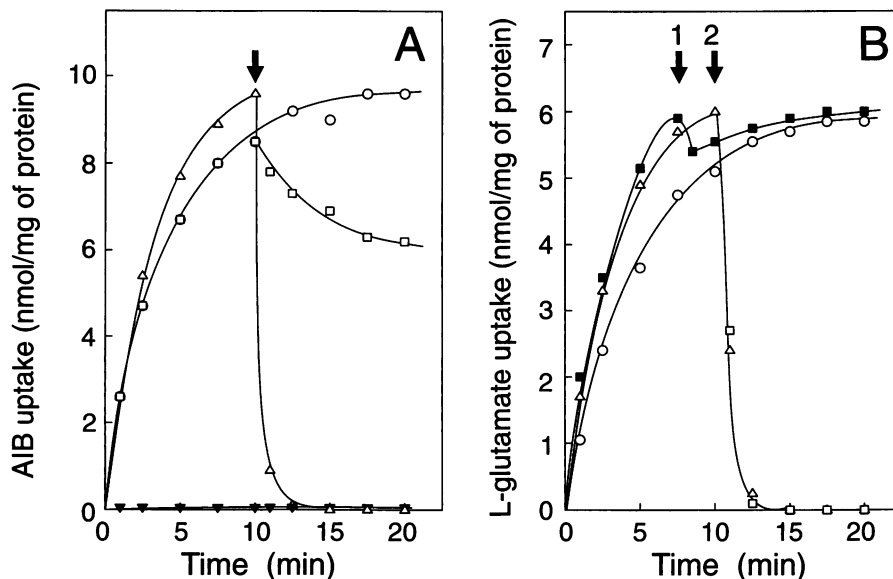 A
AIB uptake (nmol/mg of protein)
10
8
6
4
2
0
0 5 10 15 20
Time (min)
B
1 2
L-glutamate uptake (nmol/mg of protein)
7
6
5
4
3
2
1
0
0 5 10 15 20
Time (min)